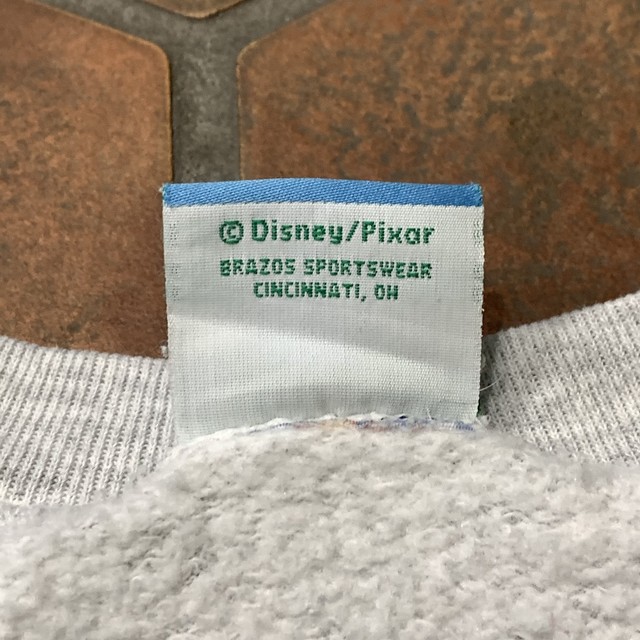 © Disney/Pixar
BRAZOS SPORTSWEAR
CINCINNATI, OH